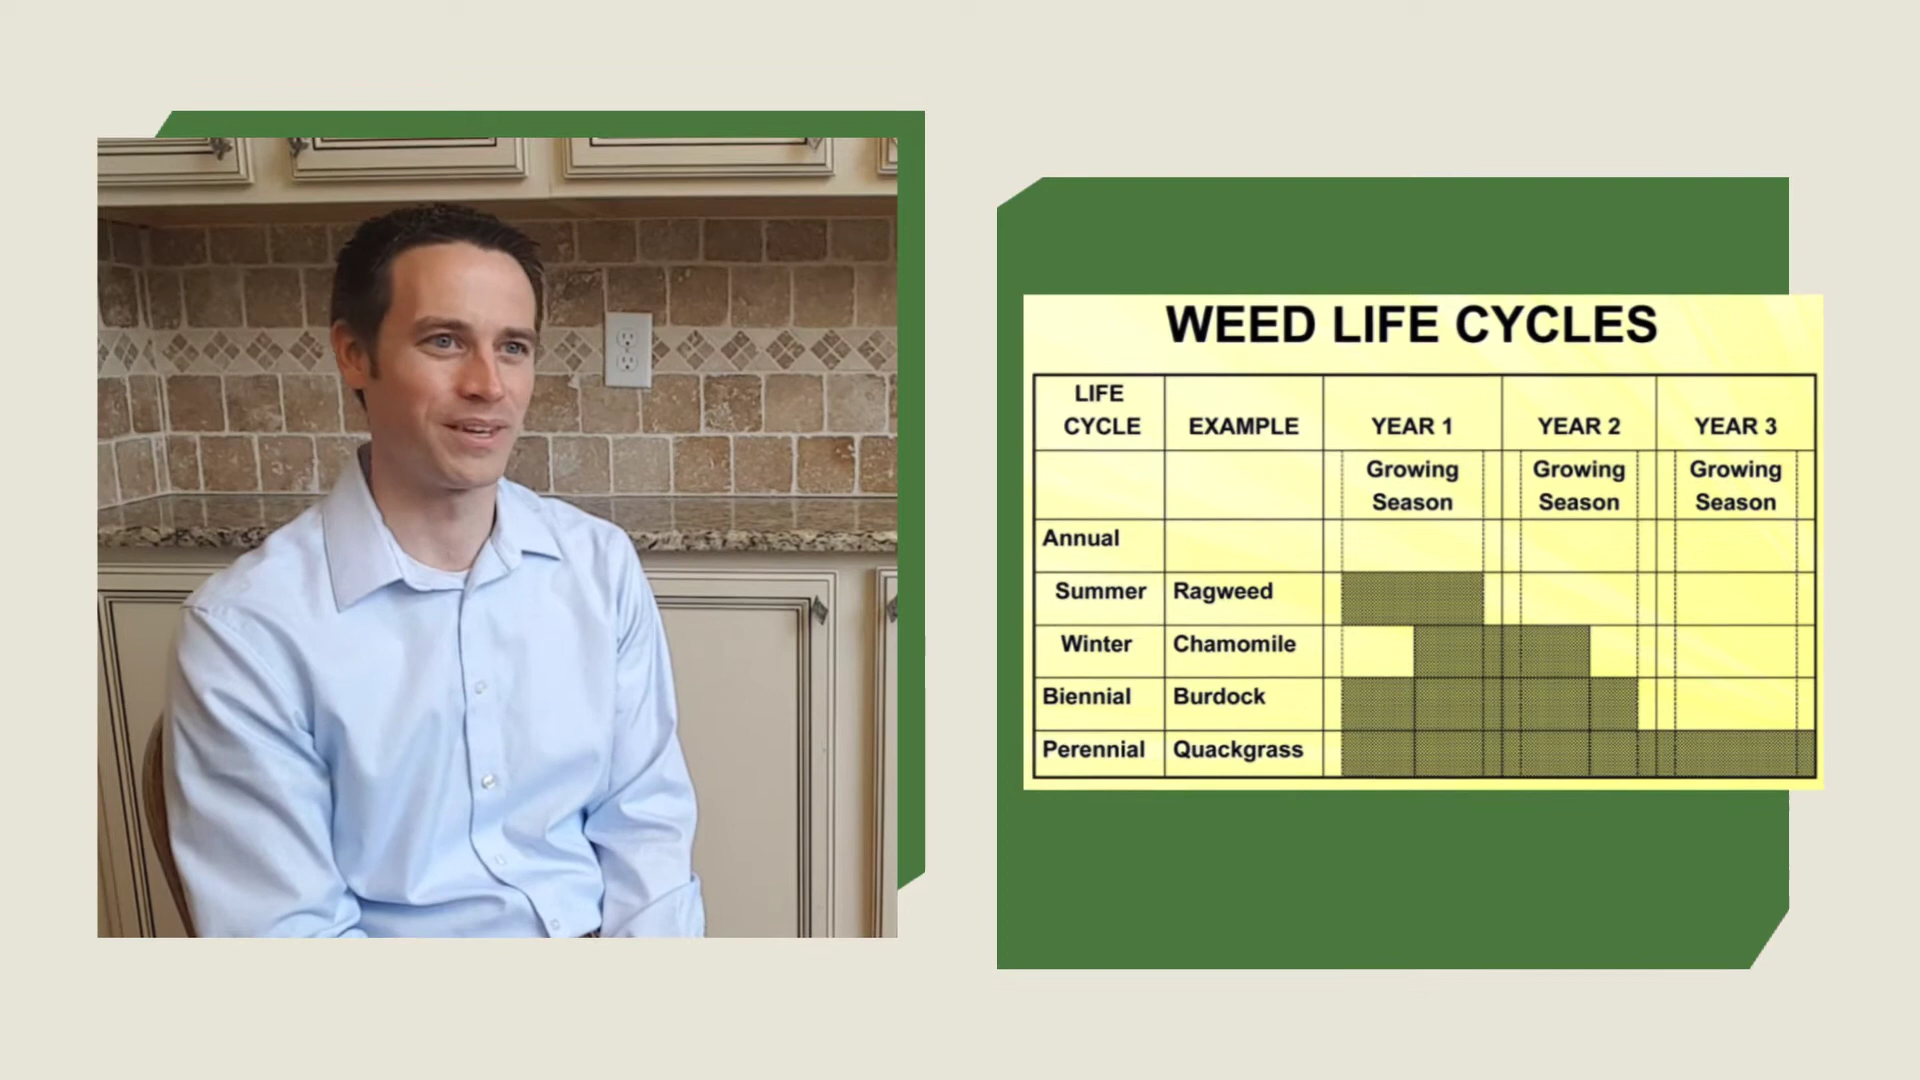 WEED LIFE CYCLES
LIFE
CYCLE EXAMPLE YEAR 1 YEAR 2 YEAR 3
Growing Growing Growing
Season Season Season
Annual
Summer Ragweed
Winter Chamomile
Biennial Burdock
Perennial Quackgrass